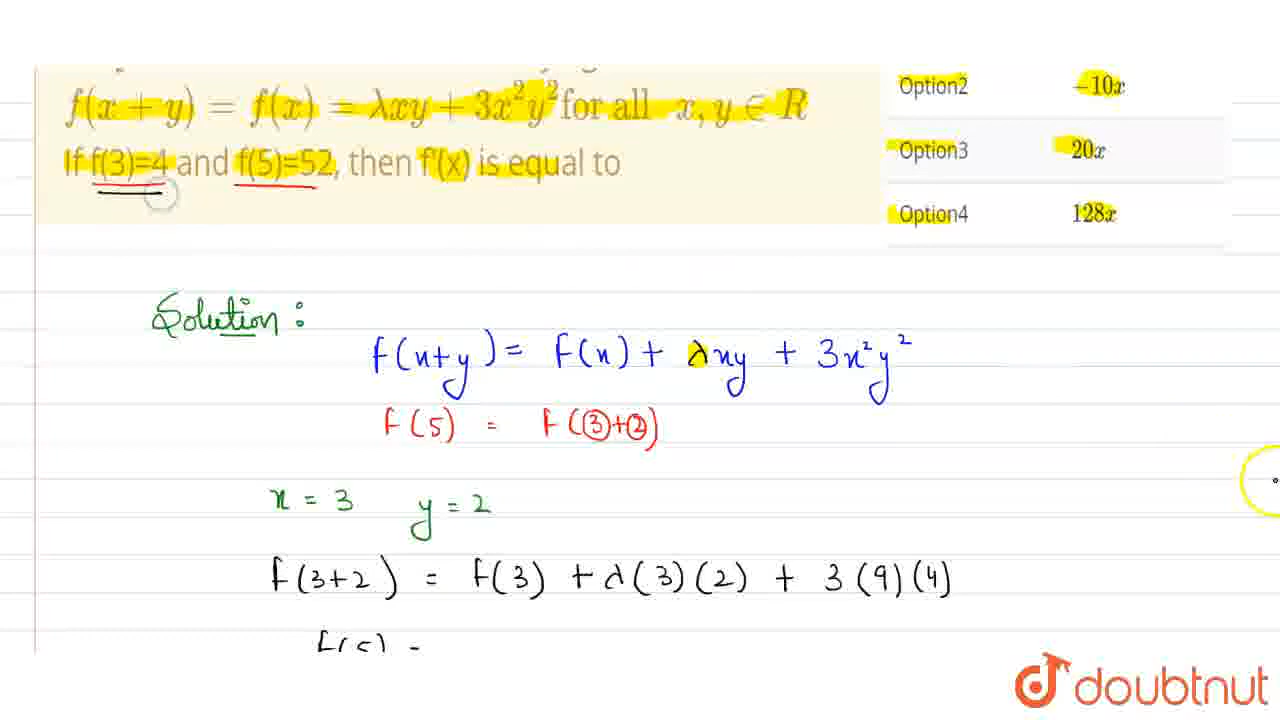 f(x + y) = f(x) = λxy + 3x²y² for all x, y ∈ R
If f(3)=4 and f(5)=52, then f'(x) is equal to
Option2 −10x
Option3 20x
Option4 128x
Solution :
f(x+y) = f(x) + λxy + 3x²y²
f(5) = f(3+2)
x = 3 y = 2
f(3+2) = f(3) + λ(3)(2) + 3(9)(4)
f(5) =
doubtnut